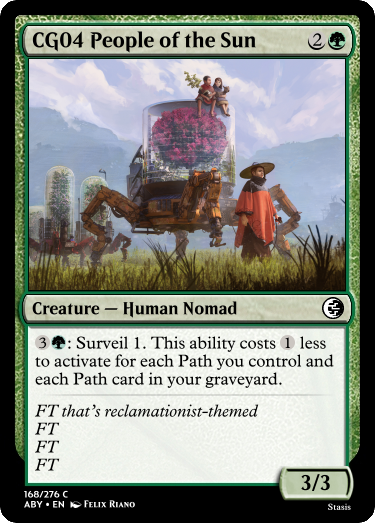 CG04 People of the Sun 2
Creature — Human Nomad
3 : Surveil 1. This ability costs 1 less
to activate for each Path you control and
each Path card in your graveyard.
FT that's reclamationist-themed
FT
FT
FT
3/3
168/276 C
ABY • EN Felix Riano
Stasis